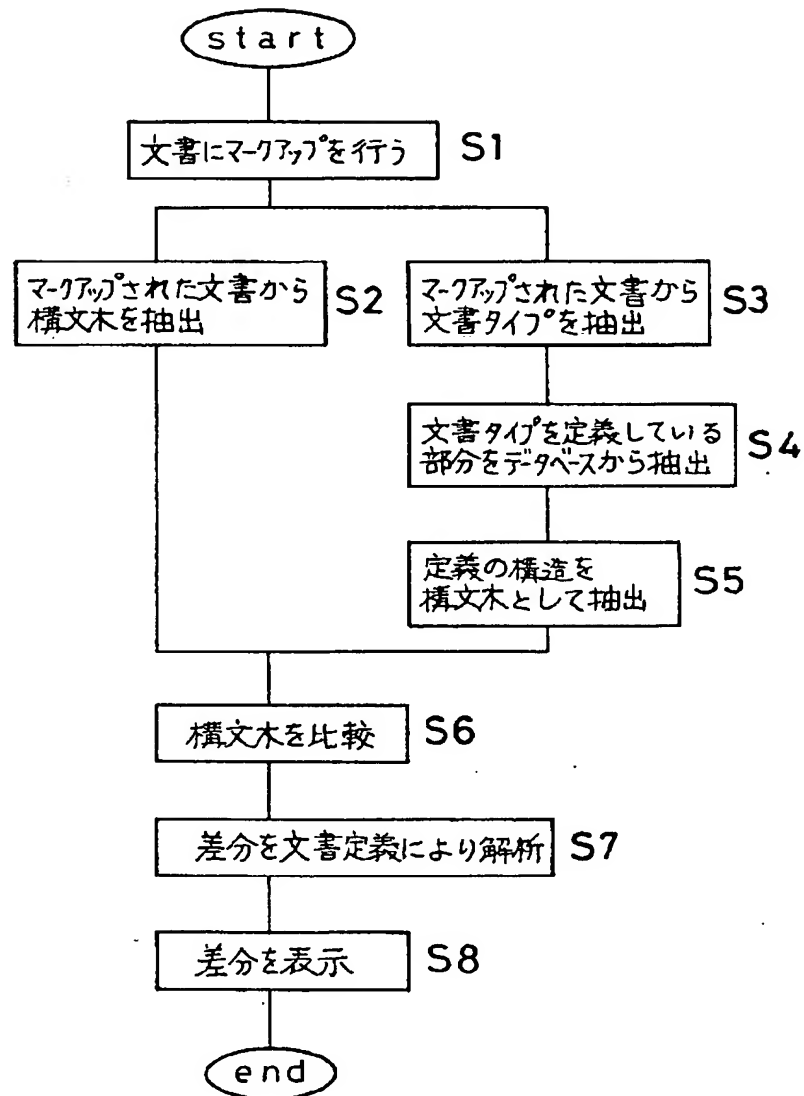 start
文書にマークアップを行う S1
マークアップされた文書から
構文木を抽出
S2
マークアップされた文書から
文書タイプを抽出
S3
文書タイプを定義している
部分をデータベースから抽出
S4
定義の構造を
構文木として抽出
S5
構文木を比較 S6
差分を文書定義により解析 S7
差分を表示 S8
end